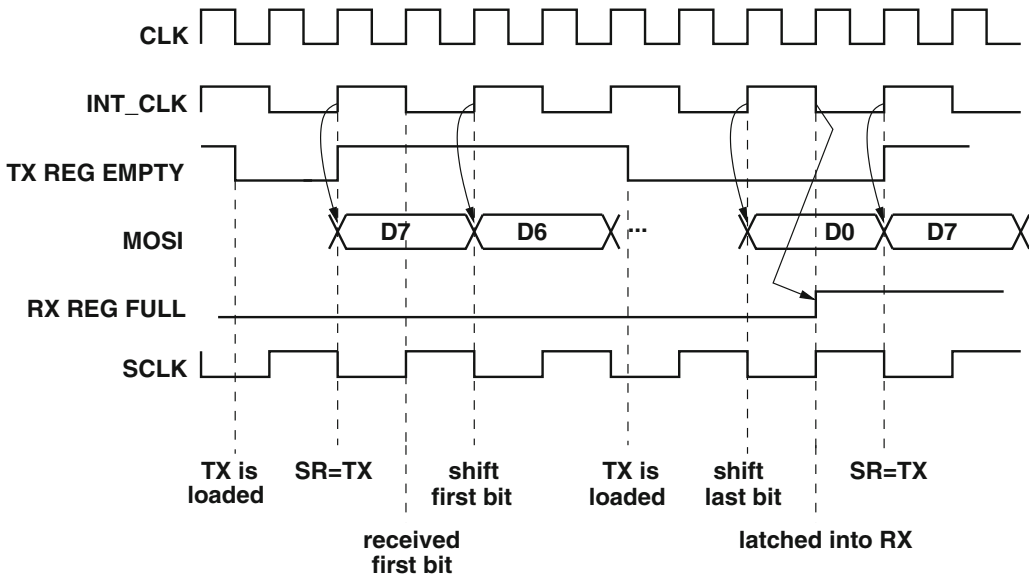 CLK
INT_CLK
TX REG EMPTY
MOSI
D7
D6
...
D0
D7
RX REG FULL
SCLK
TX is
loaded
SR=TX
shift
first bit
TX is
loaded
shift
last bit
SR=TX
received
first bit
latched into RX